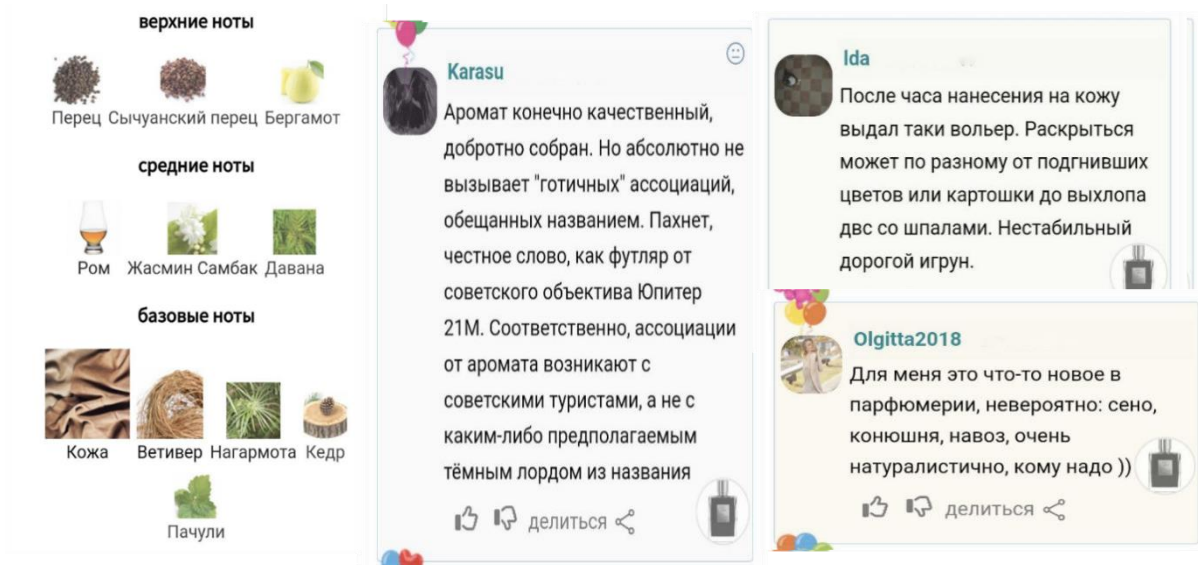 верхние ноты
Перец Сычуанский перец Бергамот
средние ноты
Ром Жасмин Самбак Давана
базовые ноты
Кожа Ветивер Нагармота Кедр
Пачули
Karasu
Аромат конечно качественный,
добротно собран. Но абсолютно не
вызывает "готичных" ассоциаций,
обещанных названием. Пахнет,
честное слово, как футляр от
советского объектива Юпитер
21М. Соответственно, ассоциации
от аромата возникают с
советскими туристами, а не с
каким-либо предполагаемым
тёмным лордом из названия
делиться
Ida
После часа нанесения на кожу
выдал таки вольер. Раскрыться
может по разному от подгнивших
цветов или картошки до выхлопа
двс со шпалами. Нестабильный
дорогой игрун.
Olgitta2018
Для меня это что-то новое в
парфюмерии, невероятно: сено,
конюшня, навоз, очень
натуралистично, кому надо ))
делиться